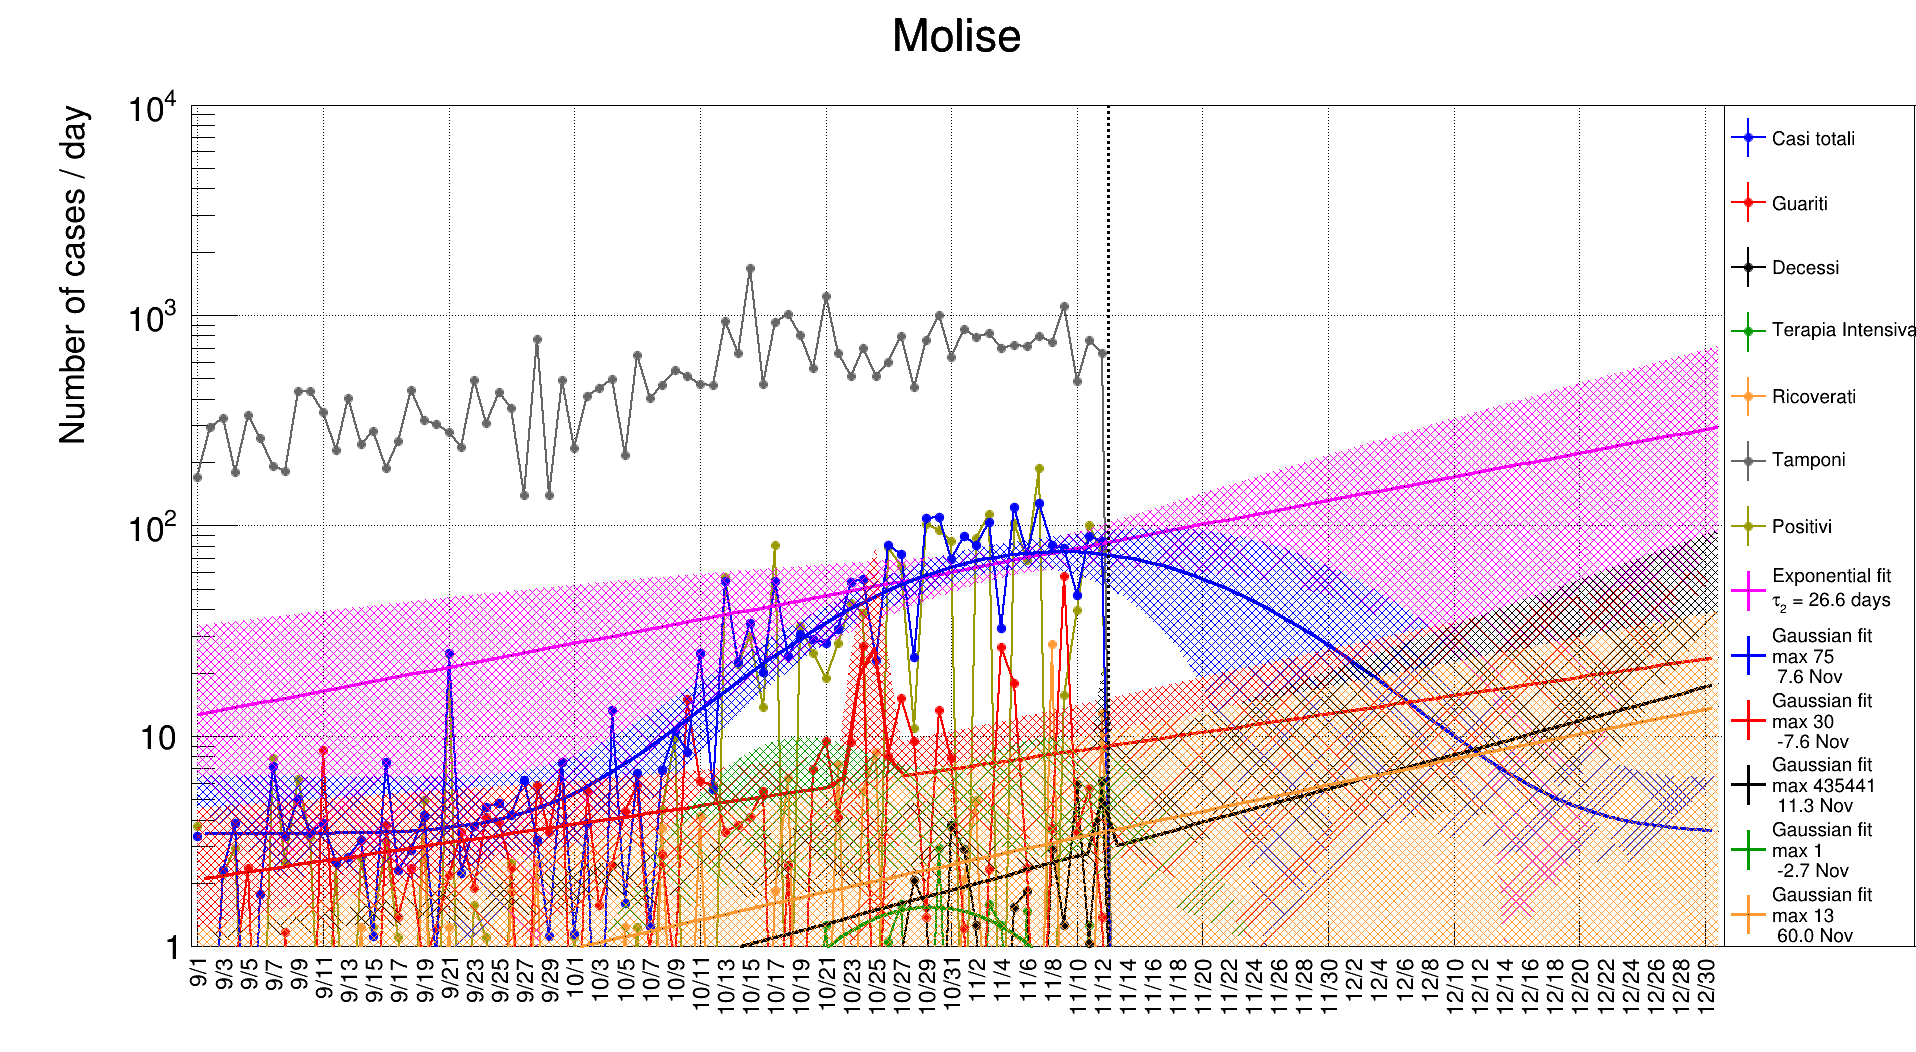 Molise
Number of cases / day
10^4
10^3
10^2
10
1
9/1 9/3 9/5 9/7 9/9 9/11 9/13 9/15 9/17 9/19 9/21 9/23 9/25 9/27 9/29 10/1 10/3 10/5 10/7 10/9 10/11 10/13 10/15 10/17 10/19 10/21 10/23 10/25 10/27 10/29 10/31 11/2 11/4 11/6 11/8 11/10 11/12 11/14 11/16 11/18 11/20 11/22 11/24 11/26 11/28 11/30 12/2 12/4 12/6 12/8 12/10 12/12 12/14 12/16 12/18 12/20 12/22 12/24 12/26 12/28 12/30
Casi totali
Guariti
Decessi
Terapia Intensiva
Ricoverati
Tamponi
Positivi
Exponential fit
τ₂ = 26.6 days
Gaussian fit
max 75
7.6 Nov
Gaussian fit
max 30
-7.6 Nov
Gaussian fit
max 435441
11.3 Nov
Gaussian fit
max 1
-2.7 Nov
Gaussian fit
max 13
60.0 Nov